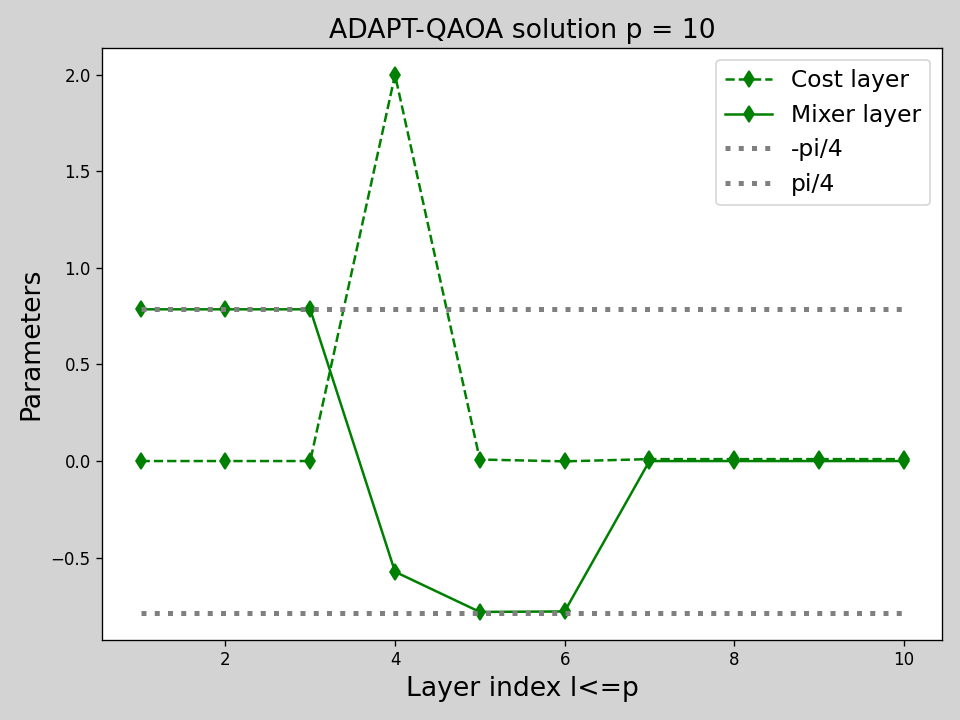 ADAPT-QAOA solution p = 10
Cost layer
Mixer layer
-pi/4
pi/4
Parameters
2.0
1.5
1.0
0.5
0.0
−0.5
2 4 6 8 10
Layer index l<=p